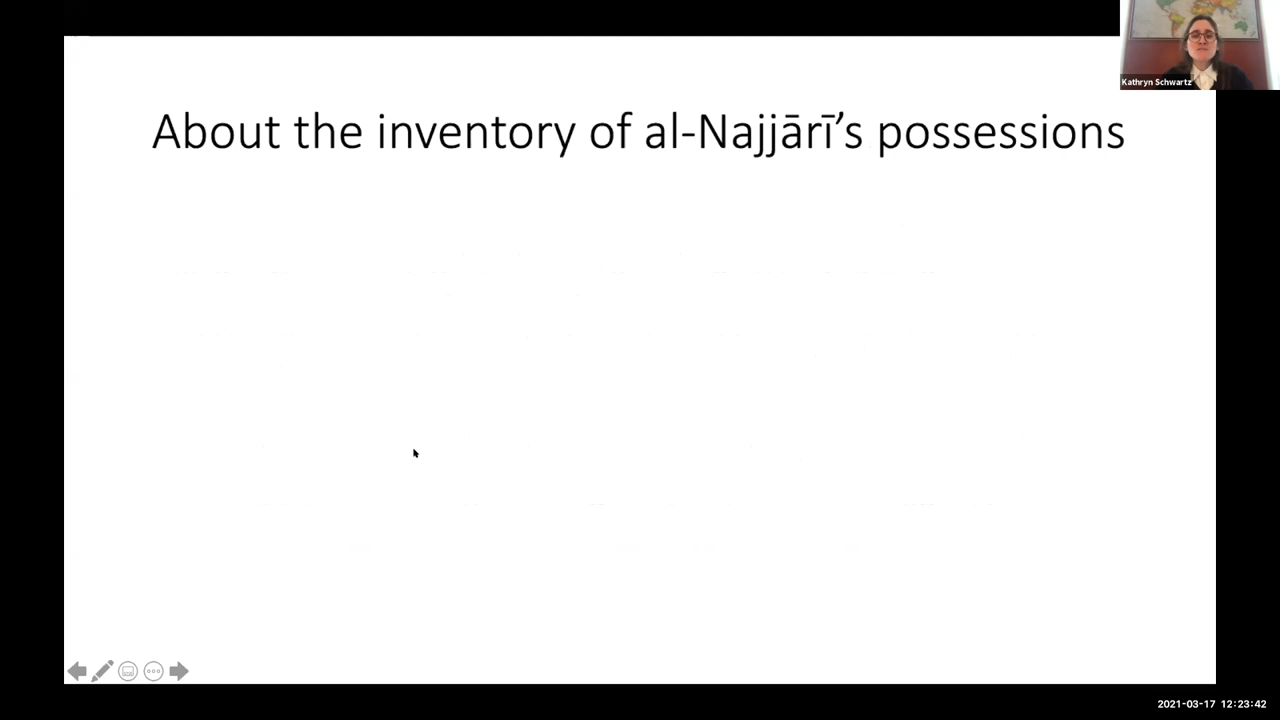 Kathryn Schwartz
About the inventory of al-Najjārī’s possessions
2021-03-17 12:23:42